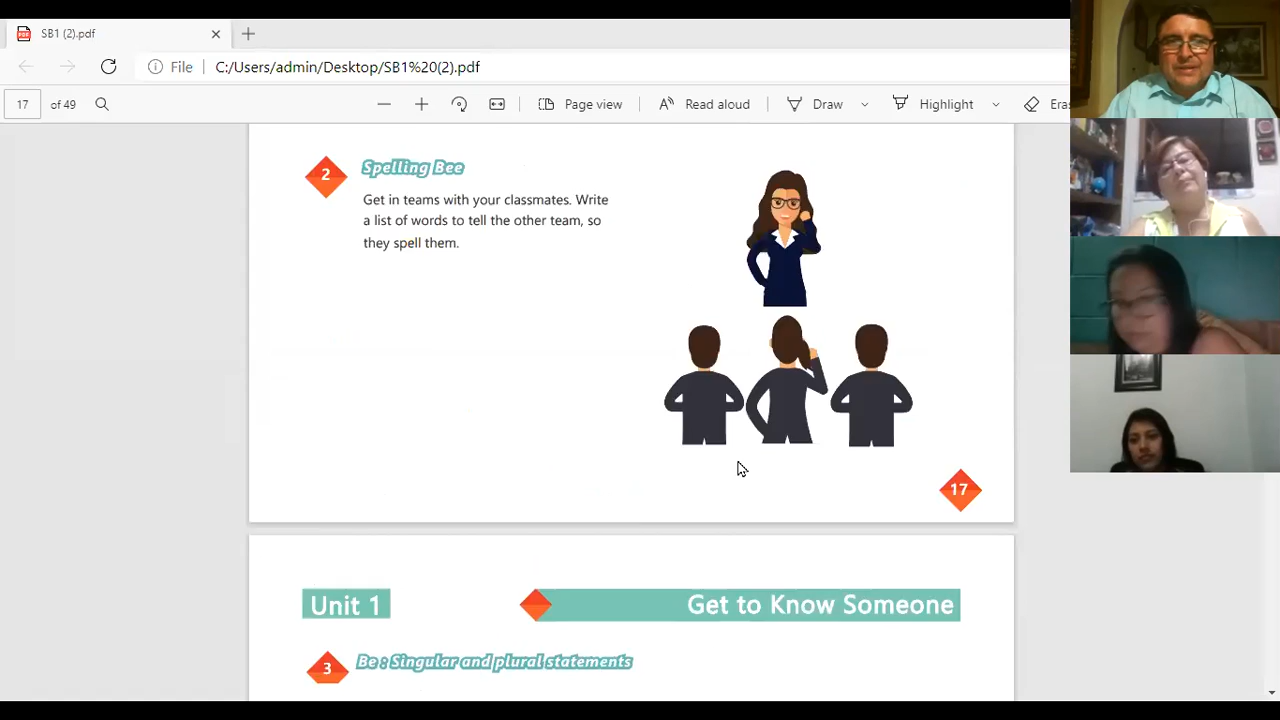 SB1 (2).pdf
File C:/Users/admin/Desktop/SB1%20(2).pdf
17 of 49 Page view Read aloud Draw Highlight Eras
2 Spelling Bee
Get in teams with your classmates. Write
a list of words to tell the other team, so
they spell them.
17
Unit 1 Get to Know Someone
3 Be : Singular and plural statements